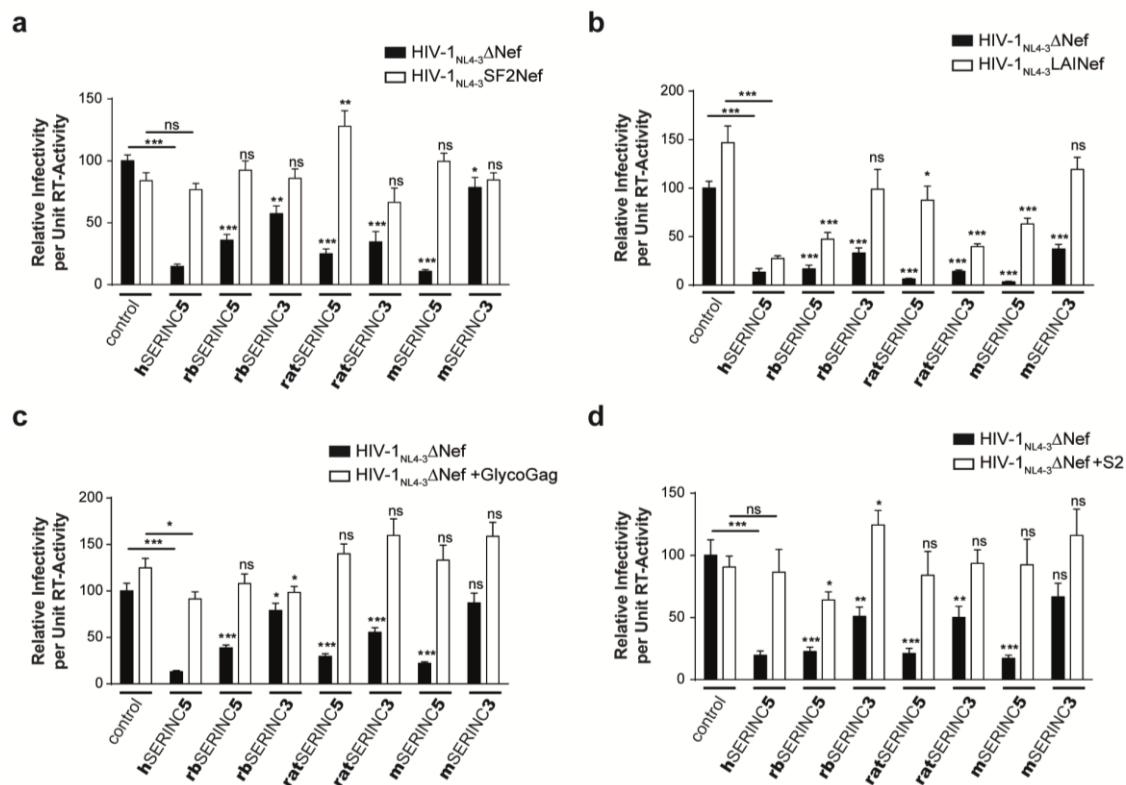 a
HIV-1NL4-3ΔNef
HIV-1NL4-3SF2Nef
Relative Infectivity
per Unit RT-Activity
150
100
50
0
ns
***
***
ns
**
ns
***
**
***
ns
***
ns
*
ns
control
hSERINC5
rbSERINC5
rbSERINC3
ratSERINC5
ratSERINC3
mSERINC5
mSERINC3
b
HIV-1NL4-3ΔNef
HIV-1NL4-3LAINef
Relative Infectivity
per Unit RT-Activity
200
150
100
50
0
***
***
***
***
***
ns
***
*
***
***
***
***
***
ns
control
hSERINC5
rbSERINC5
rbSERINC3
ratSERINC5
ratSERINC3
mSERINC5
mSERINC3
c
HIV-1NL4-3ΔNef
HIV-1NL4-3ΔNef +GlycoGag
Relative Infectivity
per Unit RT-Activity
200
150
100
50
0
*
***
***
ns
*
*
***
ns
***
ns
***
ns
ns
ns
control
hSERINC5
rbSERINC5
rbSERINC3
ratSERINC5
ratSERINC3
mSERINC5
mSERINC3
d
HIV-1NL4-3ΔNef
HIV-1NL4-3ΔNef +S2
Relative Infectivity
per Unit RT-Activity
150
100
50
0
ns
***
***
*
**
*
***
ns
**
ns
***
ns
ns
ns
control
hSERINC5
rbSERINC5
rbSERINC3
ratSERINC5
ratSERINC3
mSERINC5
mSERINC3